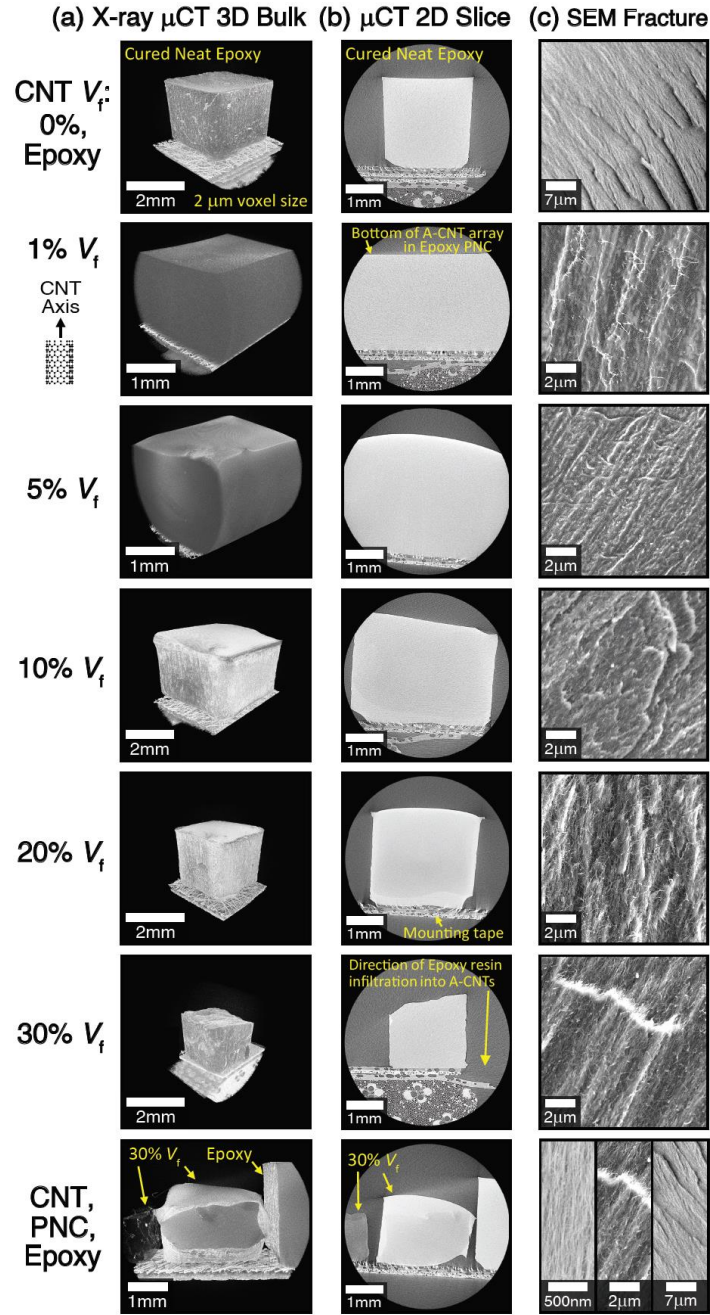 (a) X-ray μCT 3D Bulk (b) μCT 2D Slice (c) SEM Fracture
CNT Vf:
0%,
Epoxy
Cured Neat Epoxy
2mm
2 μm voxel size
Cured Neat Epoxy
1mm
7μm
1% Vf
CNT
Axis
1mm
Bottom of A-CNT array
in Epoxy PNC
1mm
2μm
5% Vf
1mm
1mm
2μm
10% Vf
2mm
1mm
2μm
20% Vf
2mm
Mounting tape
1mm
2μm
30% Vf
2mm
Direction of Epoxy resin
infiltration into A-CNTs
1mm
2μm
CNT,
PNC,
Epoxy
30% Vf
Epoxy
1mm
30% Vf
1mm
500nm
2μm
7μm